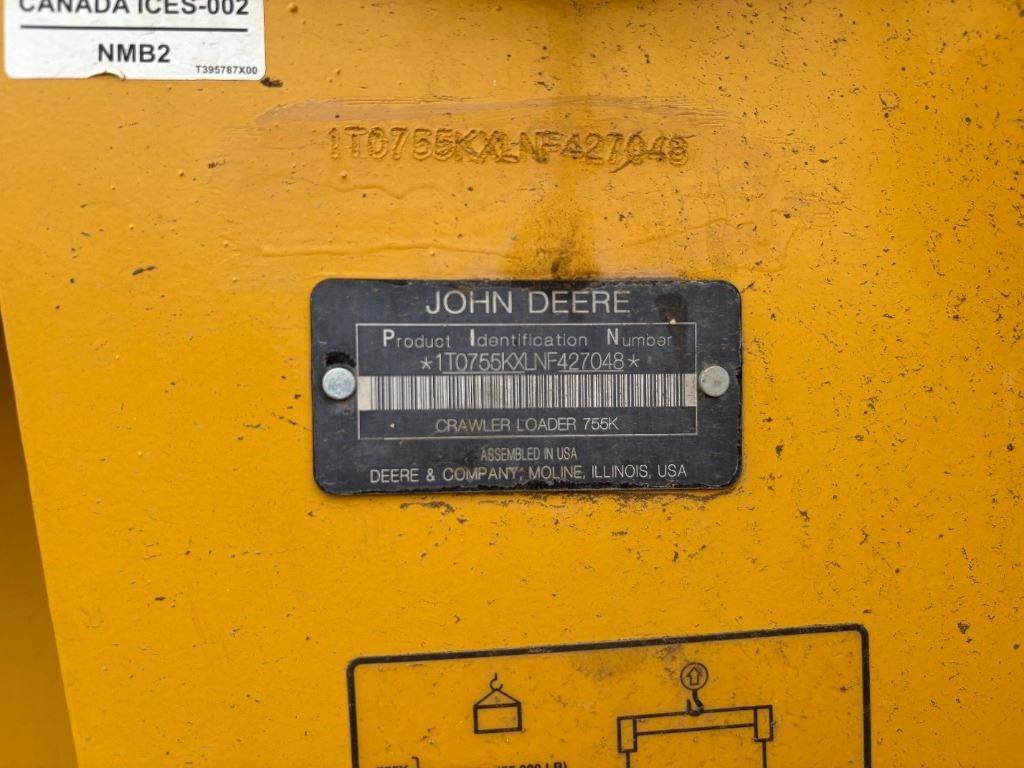 CANADA ICES-002
NMB2
T395787X00
1T0755KXLNF427048
JOHN DEERE
Product Identification Number
*1T0755KXLNF427048*
CRAWLER LOADER 755K
ASSEMBLED IN USA
DEERE & COMPANY, MOLINE, ILLINOIS, USA